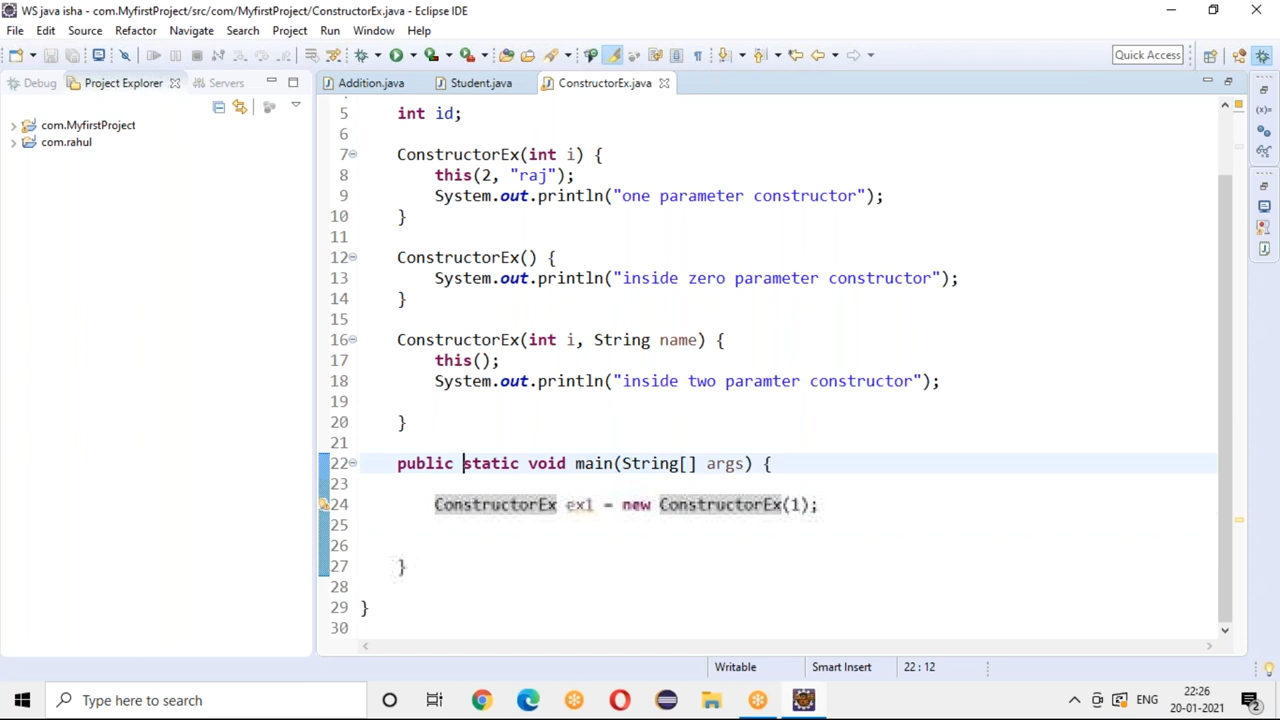 WS java isha - com.MyfirstProject/src/com/MyfirstProject/ConstructorEx.java - Eclipse IDE
File Edit Source Refactor Navigate Search Project Run Window Help
Quick Access
Debug Project Explorer Servers
Addition.java Student.java ConstructorEx.java
com.MyfirstProject
com.rahul
5 int id;
6
7 ConstructorEx(int i) {
8 this(2, "raj");
9 System.out.println("one parameter constructor");
10 }
11
12 ConstructorEx() {
13 System.out.println("inside zero parameter constructor");
14 }
15
16 ConstructorEx(int i, String name) {
17 this();
18 System.out.println("inside two paramter constructor");
19
20 }
21
22 public static void main(String[] args) {
23
24 ConstructorEx ex1 = new ConstructorEx(1);
25
26
27 }
28
29 }
30
Writable Smart Insert 22 : 12
Type here to search
ENG
22:26
20-01-2021
2